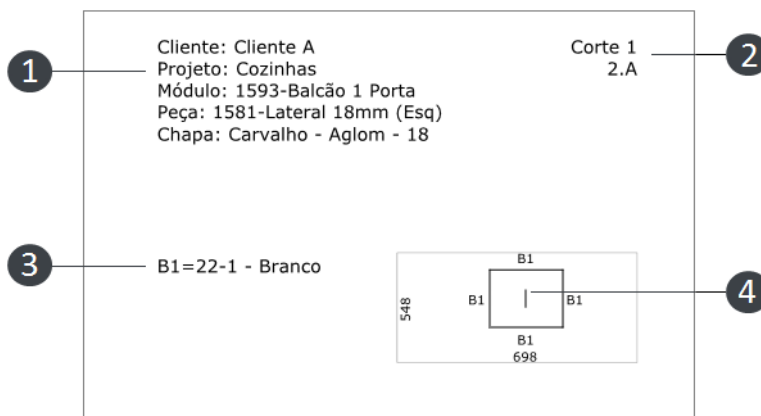 1
Cliente: Cliente A
Projeto: Cozinhas
Módulo: 1593-Balcão 1 Porta
Peça: 1581-Lateral 18mm (Esq)
Chapa: Carvalho - Aglom - 18
Corte 1
2.A
2
3
B1=22-1 - Branco
B1
548
B1
B1
B1
698
4